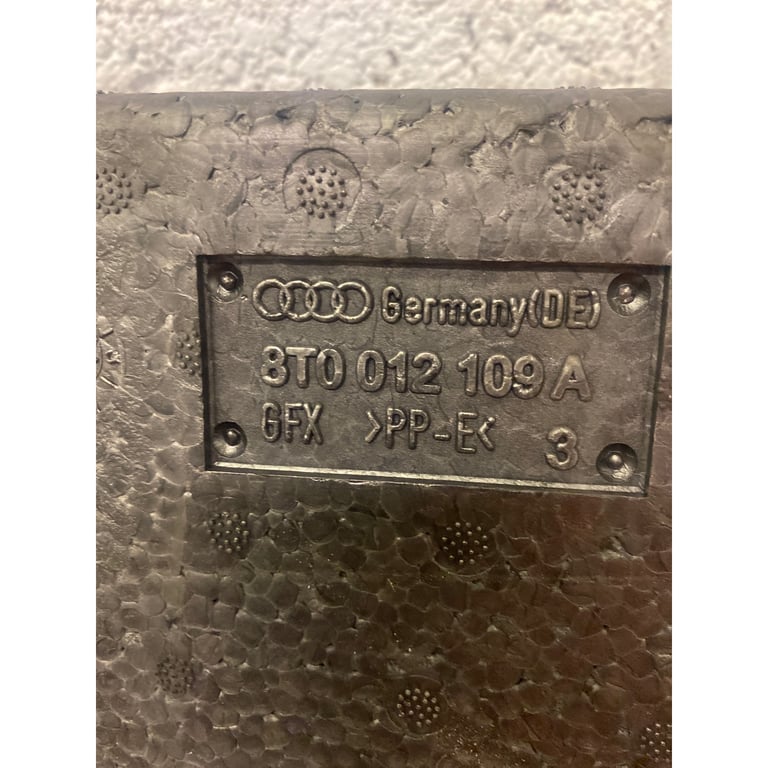 Germany(DE)
8T0 012 109 A
GFX >PP-E<
3